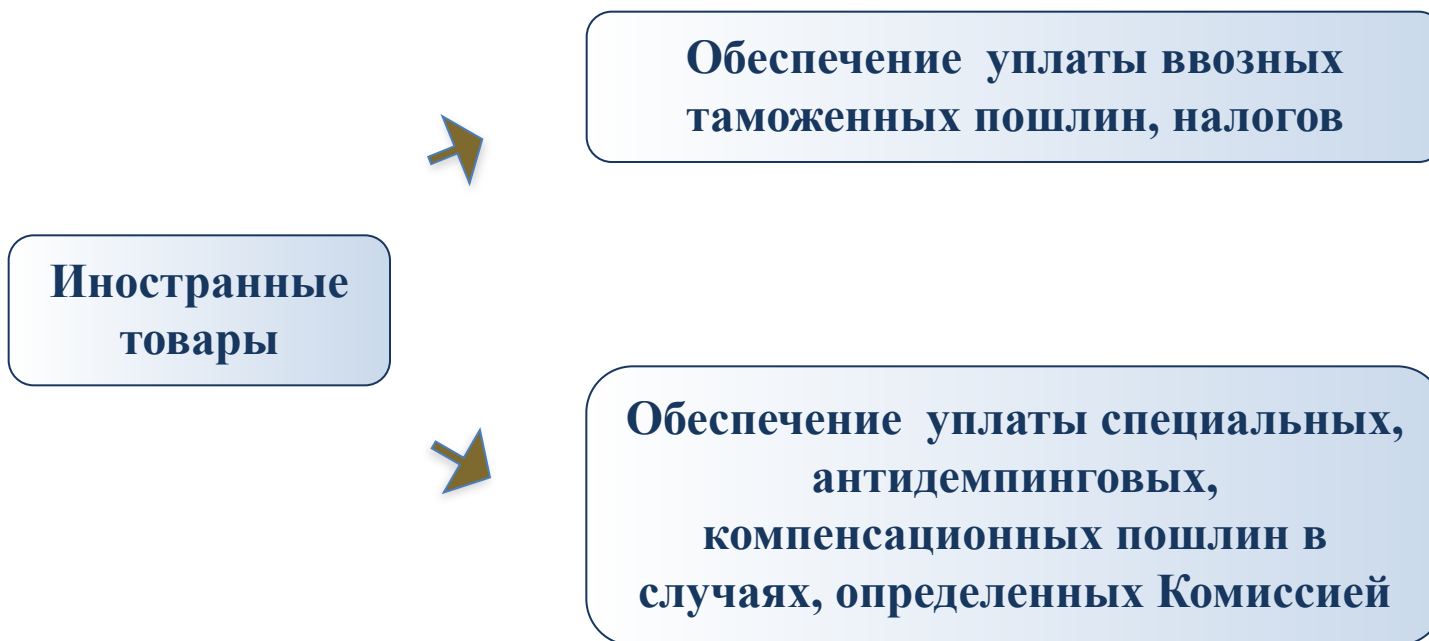 Обеспечение  уплаты ввозных
таможенных пошлин, налогов
Иностранные
товары
Обеспечение  уплаты специальных,
антидемпинговых,
компенсационных пошлин в
случаях, определенных Комиссией